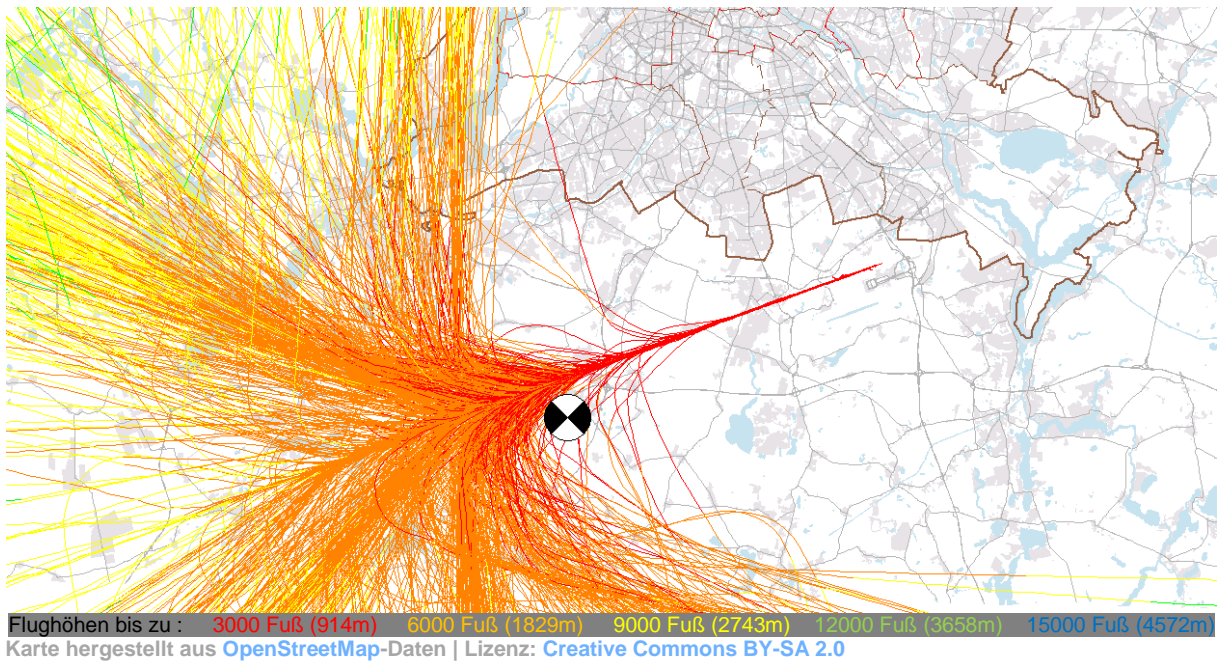 Flughöhen bis zu : 3000 Fuß (914m) 6000 Fuß (1829m) 9000 Fuß (2743m) 12000 Fuß (3658m) 15000 Fuß (4572m)
Karte hergestellt aus OpenStreetMap-Daten | Lizenz: Creative Commons BY-SA 2.0